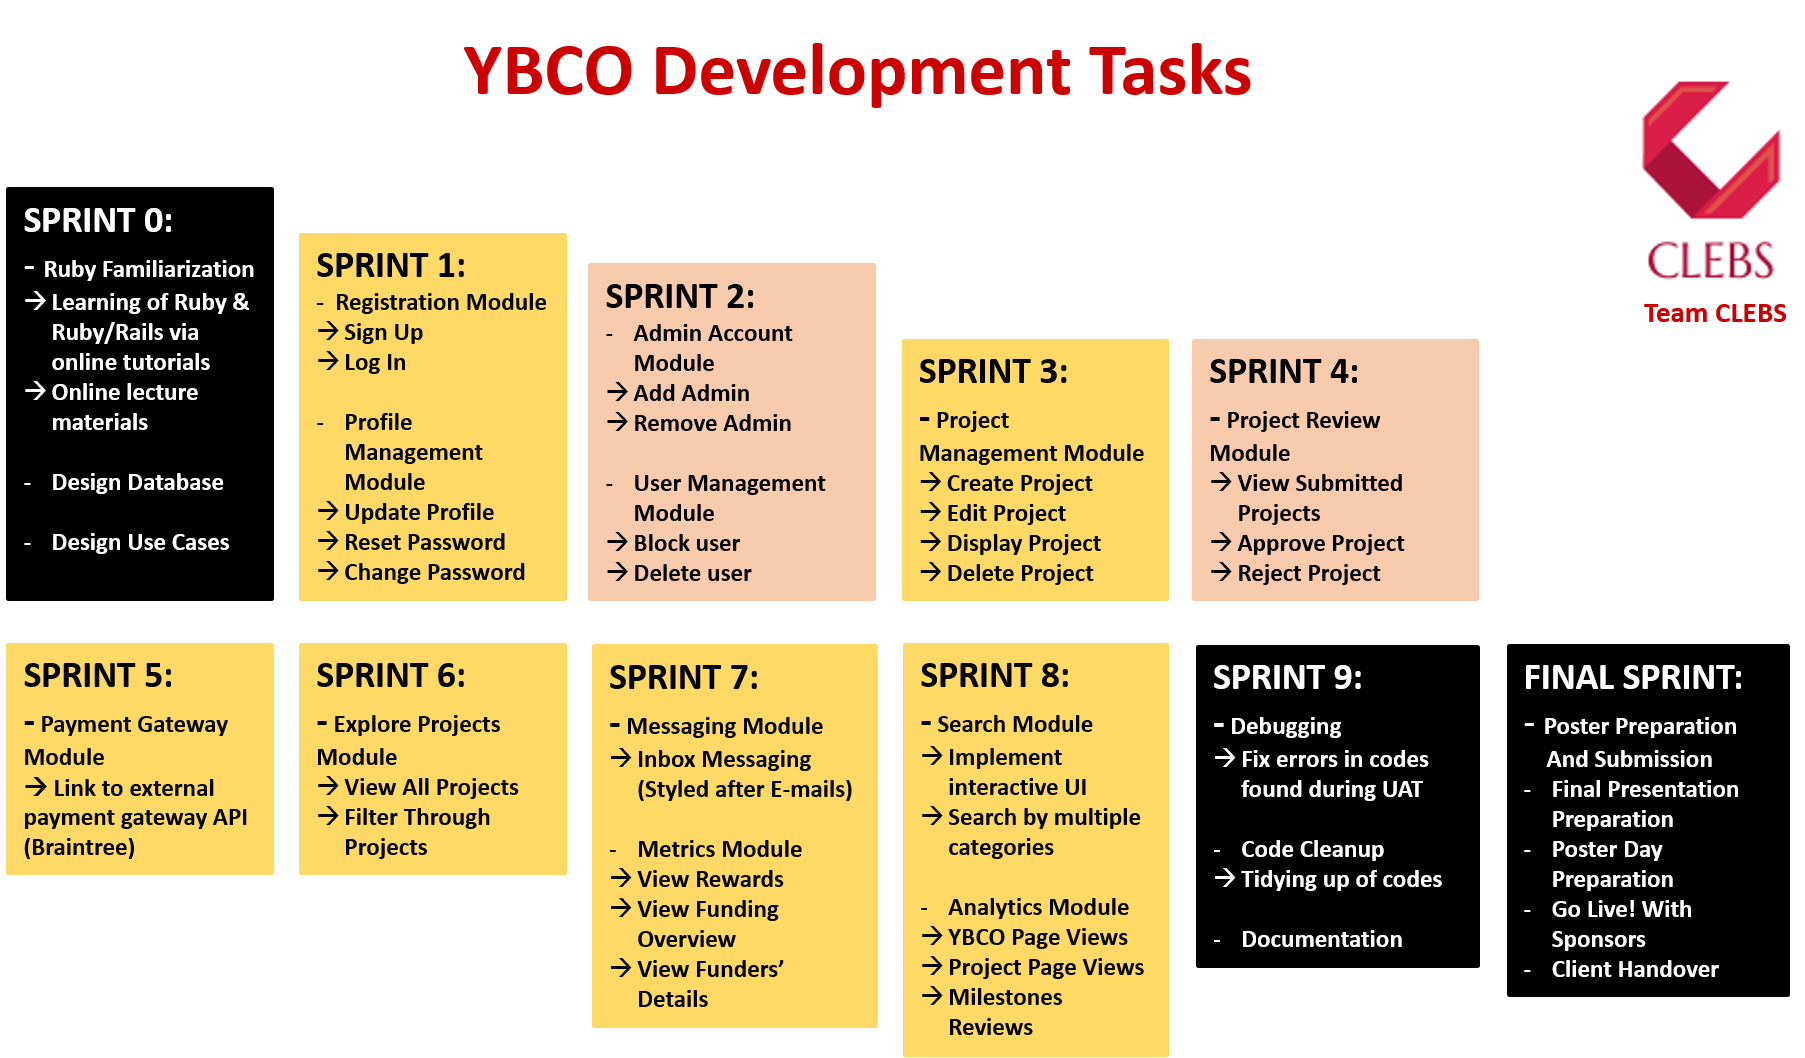 YBCO Development Tasks
CLEBS
Team CLEBS
SPRINT 0:
- Ruby Familiarization
→ Learning of Ruby &
Ruby/Rails via
online tutorials
→ Online lecture
materials
- Design Database
- Design Use Cases
SPRINT 1:
- Registration Module
→ Sign Up
→ Log In
- Profile
Management
Module
→ Update Profile
→ Reset Password
→ Change Password
SPRINT 2:
- Admin Account
Module
→ Add Admin
→ Remove Admin
- User Management
Module
→ Block user
→ Delete user
SPRINT 3:
- Project
Management Module
→ Create Project
→ Edit Project
→ Display Project
→ Delete Project
SPRINT 4:
- Project Review
Module
→ View Submitted
Projects
→ Approve Project
→ Reject Project
SPRINT 5:
- Payment Gateway
Module
→ Link to external
payment gateway API
(Braintree)
SPRINT 6:
- Explore Projects
Module
→ View All Projects
→ Filter Through
Projects
SPRINT 7:
- Messaging Module
→ Inbox Messaging
(Styled after E-mails)
- Metrics Module
→ View Rewards
→ View Funding
Overview
→ View Funders’
Details
SPRINT 8:
- Search Module
→ Implement
interactive UI
→ Search by multiple
categories
- Analytics Module
→ YBCO Page Views
→ Project Page Views
→ Milestones
Reviews
SPRINT 9:
- Debugging
→ Fix errors in codes
found during UAT
- Code Cleanup
→ Tidying up of codes
- Documentation
FINAL SPRINT:
- Poster Preparation
And Submission
- Final Presentation
Preparation
- Poster Day
Preparation
- Go Live! With
Sponsors
- Client Handover